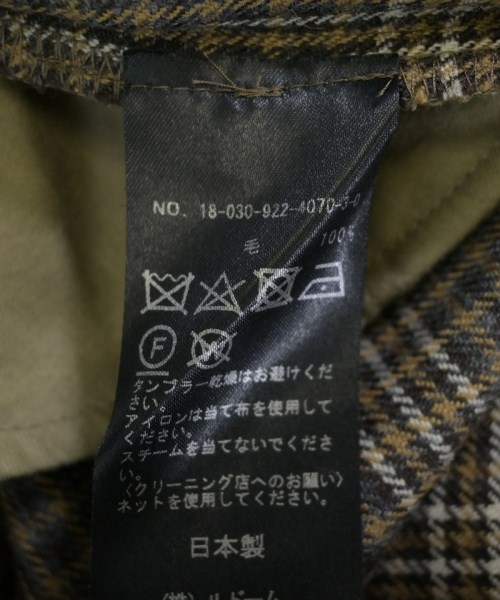 NO. 18-030-922-4070-3-0
毛 100%
F W
タンブラー乾燥はお避けくだ
さい。
アイロンは当て布を使用して
ください。
スチームを当てないでくださ
い。
〈クリーニング店へのお願い〉
ネットを使用してください。
日本製